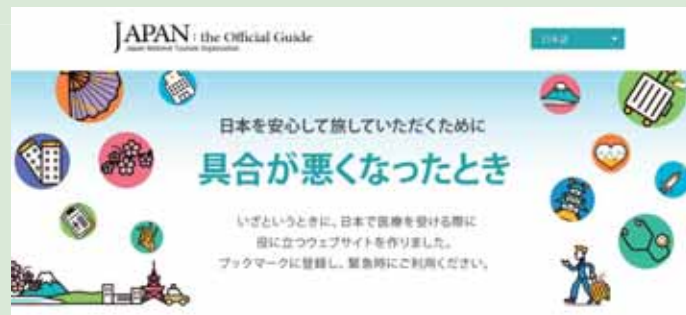 JAPAN: the Official Guide
Japan National Tourism Organization
日本語
日本を安心して旅していただくために
具合が悪くなったとき
いざというときに、日本で医療を受ける際に
役に立つウェブサイトを作りました。
ブックマークに登録し、緊急時にご利用ください。